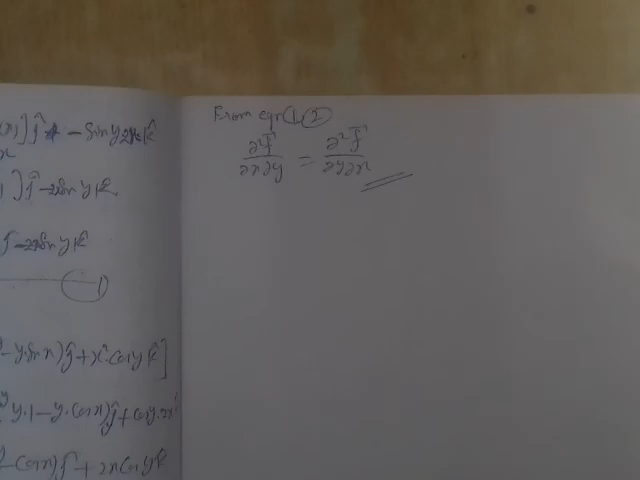 From eqn ① ②
∂²f̄/∂x∂y = ∂²f̄/∂y∂x
- Sin y 2x k̂
] ĵ - 2x Sin y k̂
- 2x Sin y k̂
①
- y Sin x) ĵ + x² Cos y k̂]
y.1 - y. Cos x) ĵ + Cos y. 2x
- Cos x) ĵ + 2x Cos y k̂